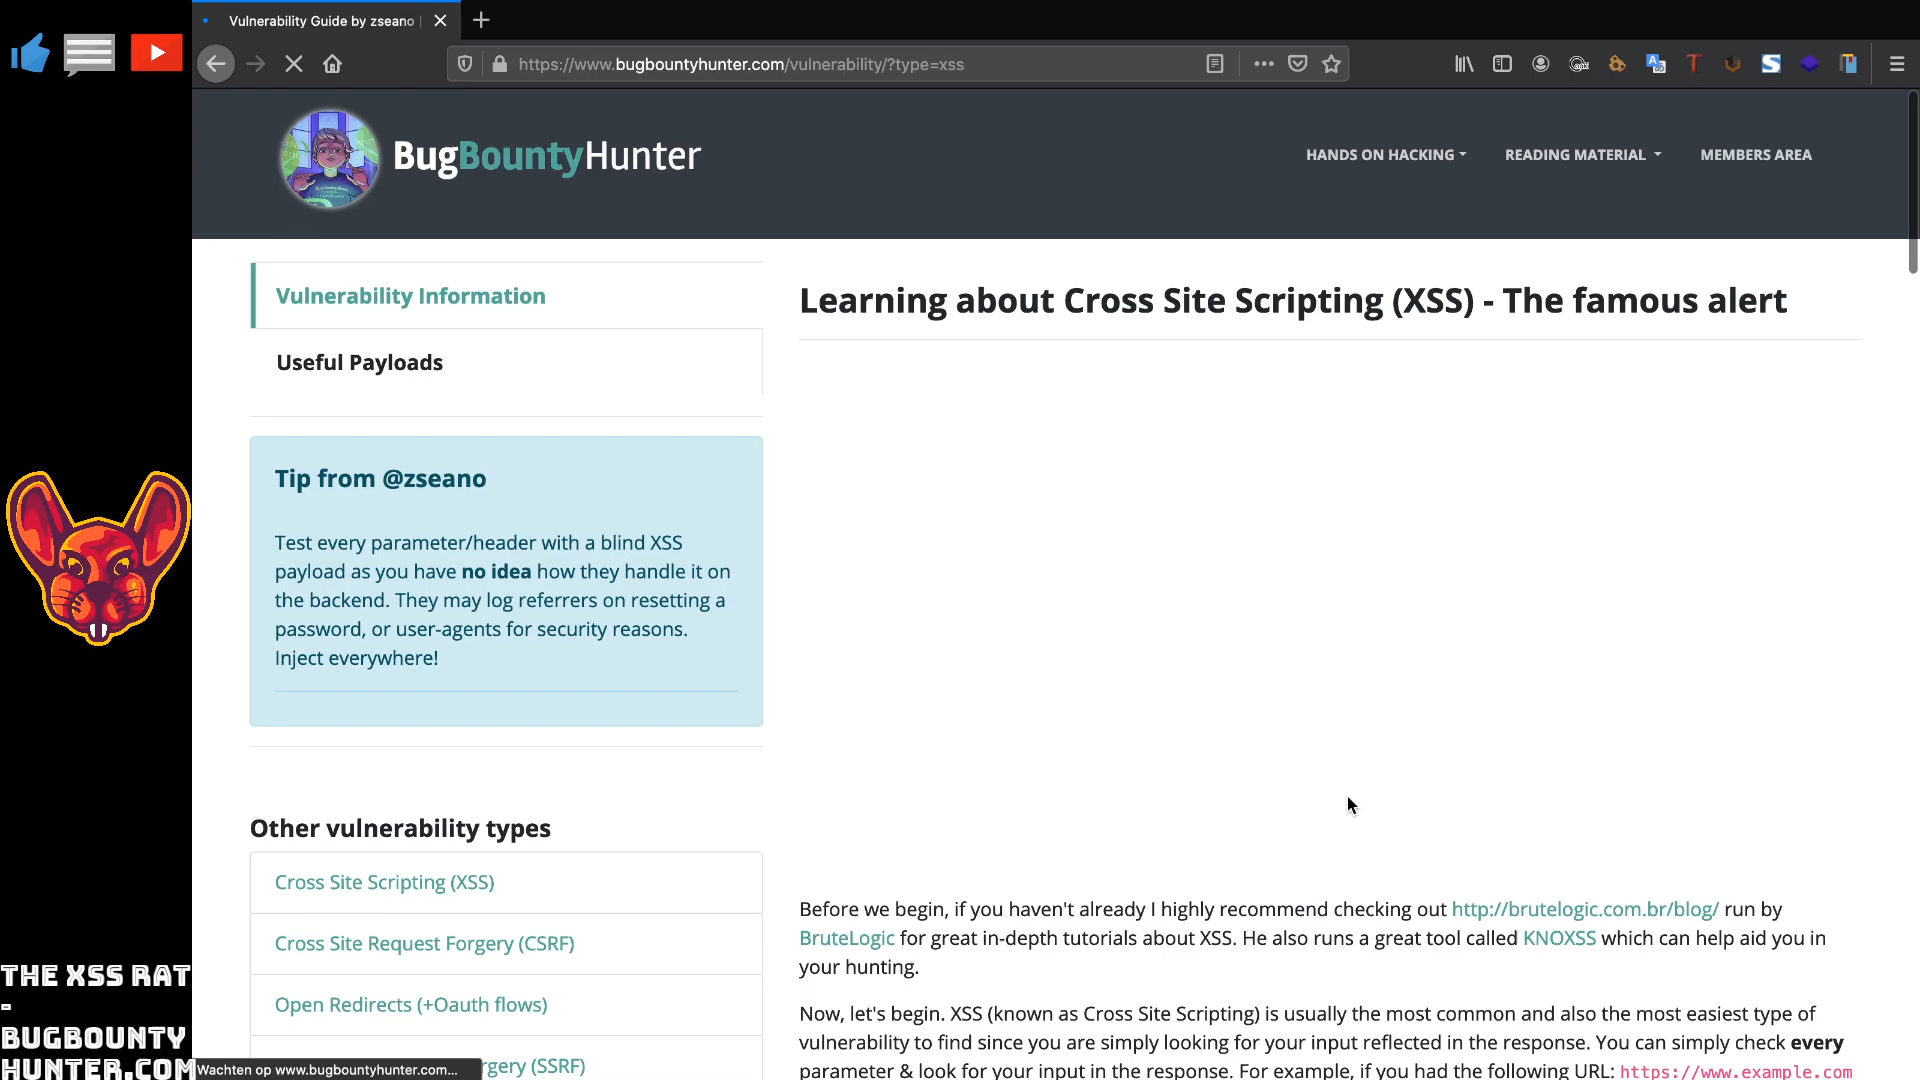 Vulnerability Guide by zseano |
https://www.bugbountyhunter.com/vulnerability/?type=xss
BugBountyHunter
HANDS ON HACKING
READING MATERIAL
MEMBERS AREA
Vulnerability Information
Useful Payloads
Tip from @zseano
Test every parameter/header with a blind XSS
payload as you have no idea how they handle it on
the backend. They may log referrers on resetting a
password, or user-agents for security reasons.
Inject everywhere!
Other vulnerability types
Cross Site Scripting (XSS)
Cross Site Request Forgery (CSRF)
Open Redirects (+Oauth flows)
rgery (SSRF)
Learning about Cross Site Scripting (XSS) - The famous alert
Before we begin, if you haven't already I highly recommend checking out http://brutelogic.com.br/blog/ run by
BruteLogic for great in-depth tutorials about XSS. He also runs a great tool called KNOXSS which can help aid you in
your hunting.
Now, let's begin. XSS (known as Cross Site Scripting) is usually the most common and also the most easiest type of
vulnerability to find since you are simply looking for your input reflected in the response. You can simply check every
parameter & look for your input in the response. For example, if you had the following URL: https://www.example.com
THE XSS RAT
-
BUGBOUNTY
HUNTER.COM
Wachten op www.bugbountyhunter.com...